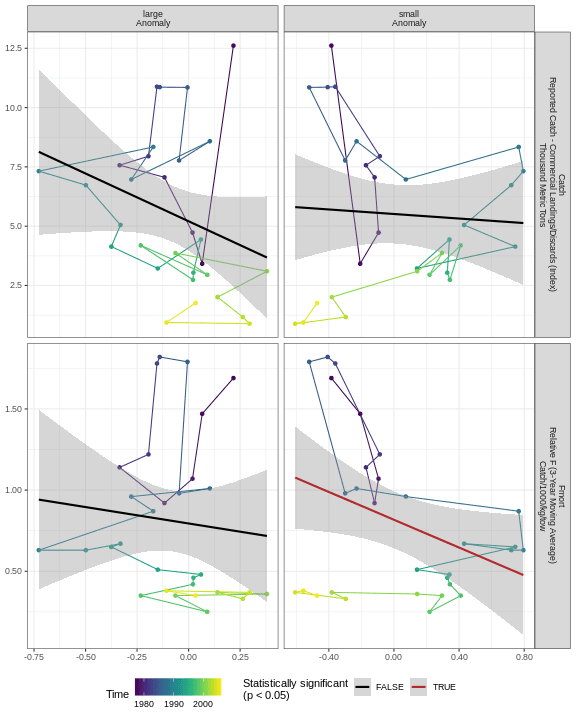 large
Anomaly
small
Anomaly
12.5
10.0
7.5
5.0
2.5
Catch
Reported Catch - Commercial Landings/Discards (Index)
Thousand Metric Tons
1.50
1.00
0.50
Fmort
Relative F (3-Year Moving Average)
Catch/1000/kg/tow
-0.75
-0.50
-0.25
0.00
0.25
-0.40
0.00
0.40
0.80
Time
1980
1990
2000
Statistically significant
(p < 0.05)
FALSE
TRUE